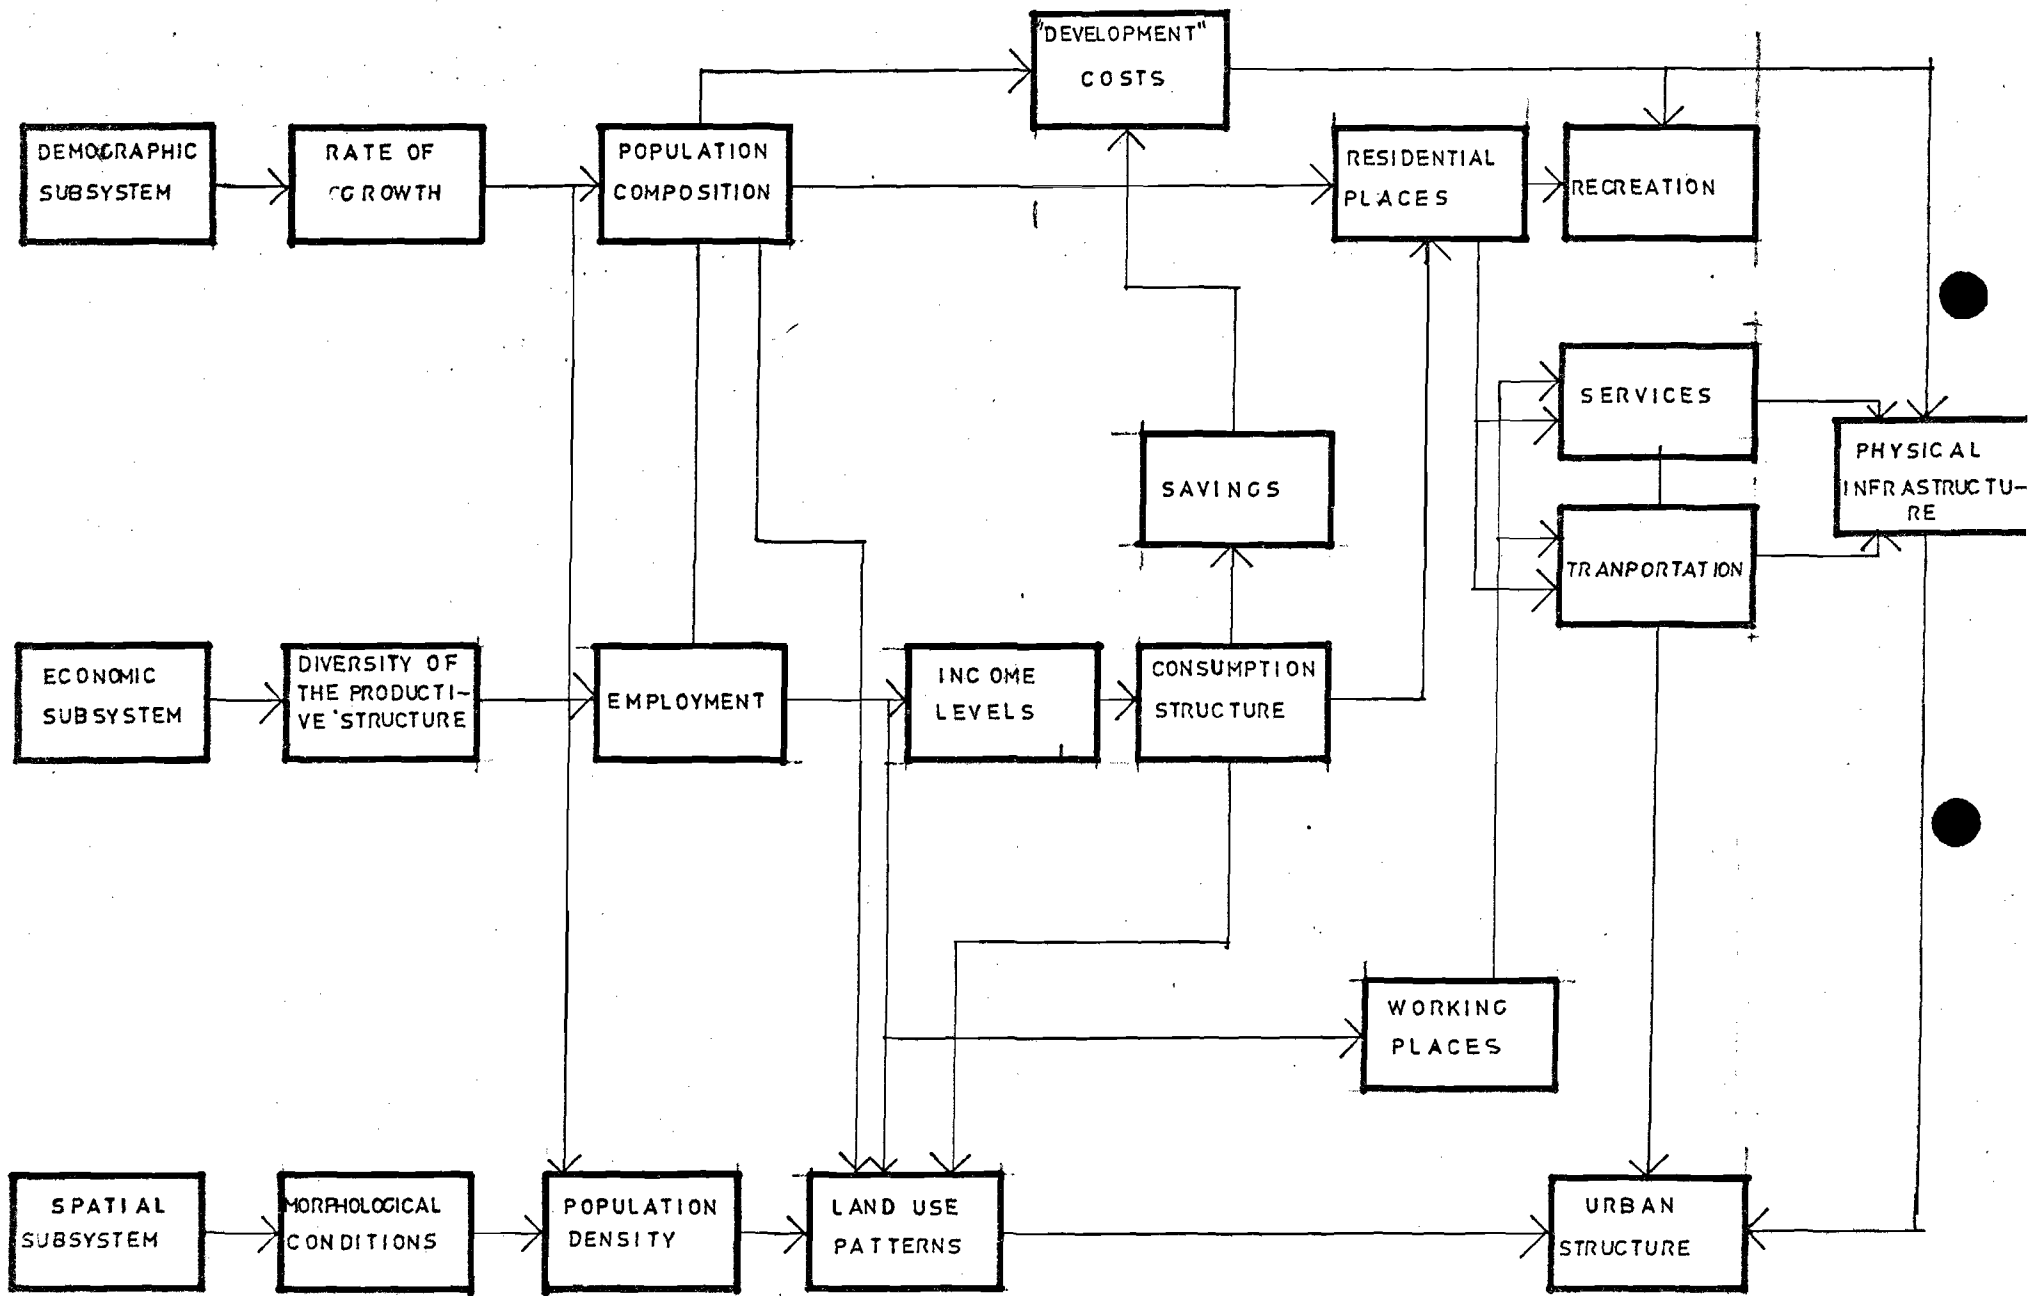 "DEVELOPMENT"
COSTS
DEMOGRAPHIC
SUBSYSTEM
RATE OF
GROWTH
POPULATION
COMPOSITION
RESIDENTIAL
PLACES
RECREATION
SERVICES
SAVINGS
PHYSICAL
INFRASTRUCTU-
RE
TRANPORTATION
ECONOMIC
SUBSYSTEM
DIVERSITY OF
THE PRODUCTI-
VE STRUCTURE
EMPLOYMENT
INCOME
LEVELS
CONSUMPTION
STRUCTURE
WORKING
PLACES
SPATIAL
SUBSYSTEM
MORPHOLOGICAL
CONDITIONS
POPULATION
DENSITY
LAND USE
PATTERNS
URBAN
STRUCTURE